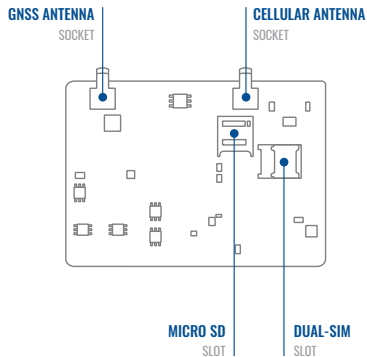 GNSS ANTENNA
SOCKET
CELLULAR ANTENNA
SOCKET
MICRO SD
SLOT
DUAL-SIM
SLOT